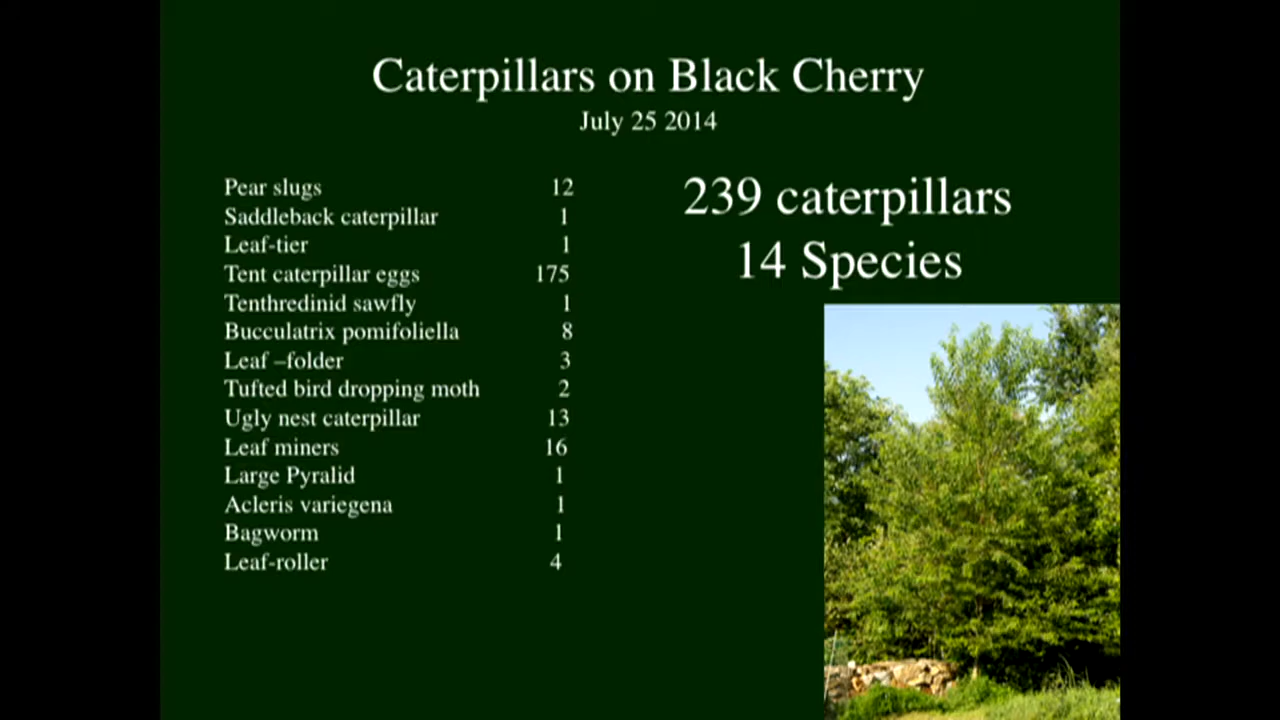 Caterpillars on Black Cherry
July 25 2014
Pear slugs 12
Saddleback caterpillar 1
Leaf-tier 1
Tent caterpillar eggs 175
Tenthredinid sawfly 1
Bucculatrix pomifoliella 8
Leaf –folder 3
Tufted bird dropping moth 2
Ugly nest caterpillar 13
Leaf miners 16
Large Pyralid 1
Acleris variegena 1
Bagworm 1
Leaf-roller 4
239 caterpillars
14 Species